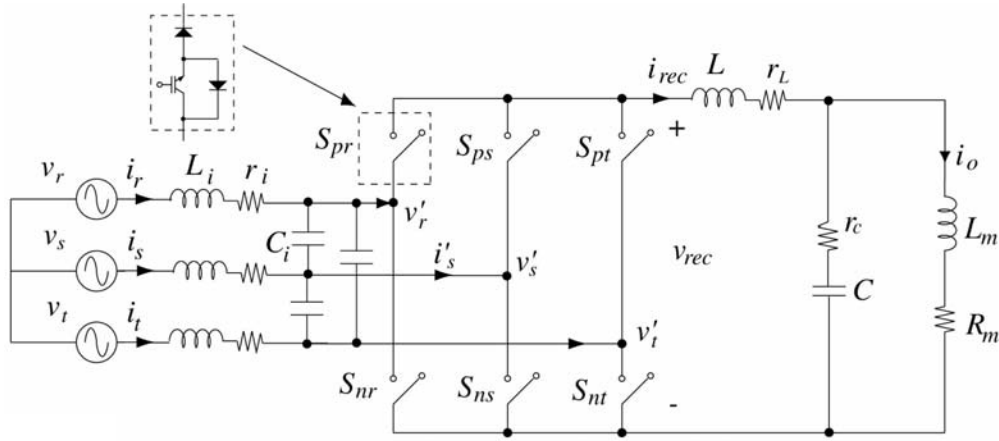 i_rec L r_L
S_pr S_ps S_pt +
v_r i_r L_i r_i v'_r i_o
v_s i_s C_i i'_s v'_s v_rec r_c L_m
v_t i_t v'_t C R_m
S_nr S_ns S_nt -